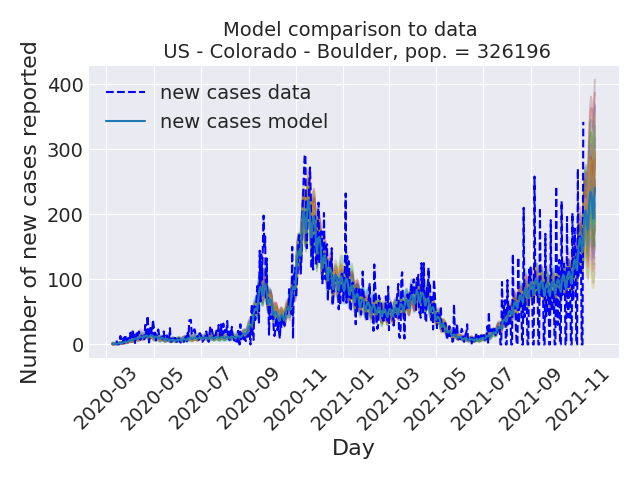 Model comparison to data
US - Colorado - Boulder, pop. = 326196
Number of new cases reported
400
300
200
100
0
new cases data
new cases model
2020-03
2020-05
2020-07
2020-09
2020-11
2021-01
2021-03
2021-05
2021-07
2021-09
2021-11
Day